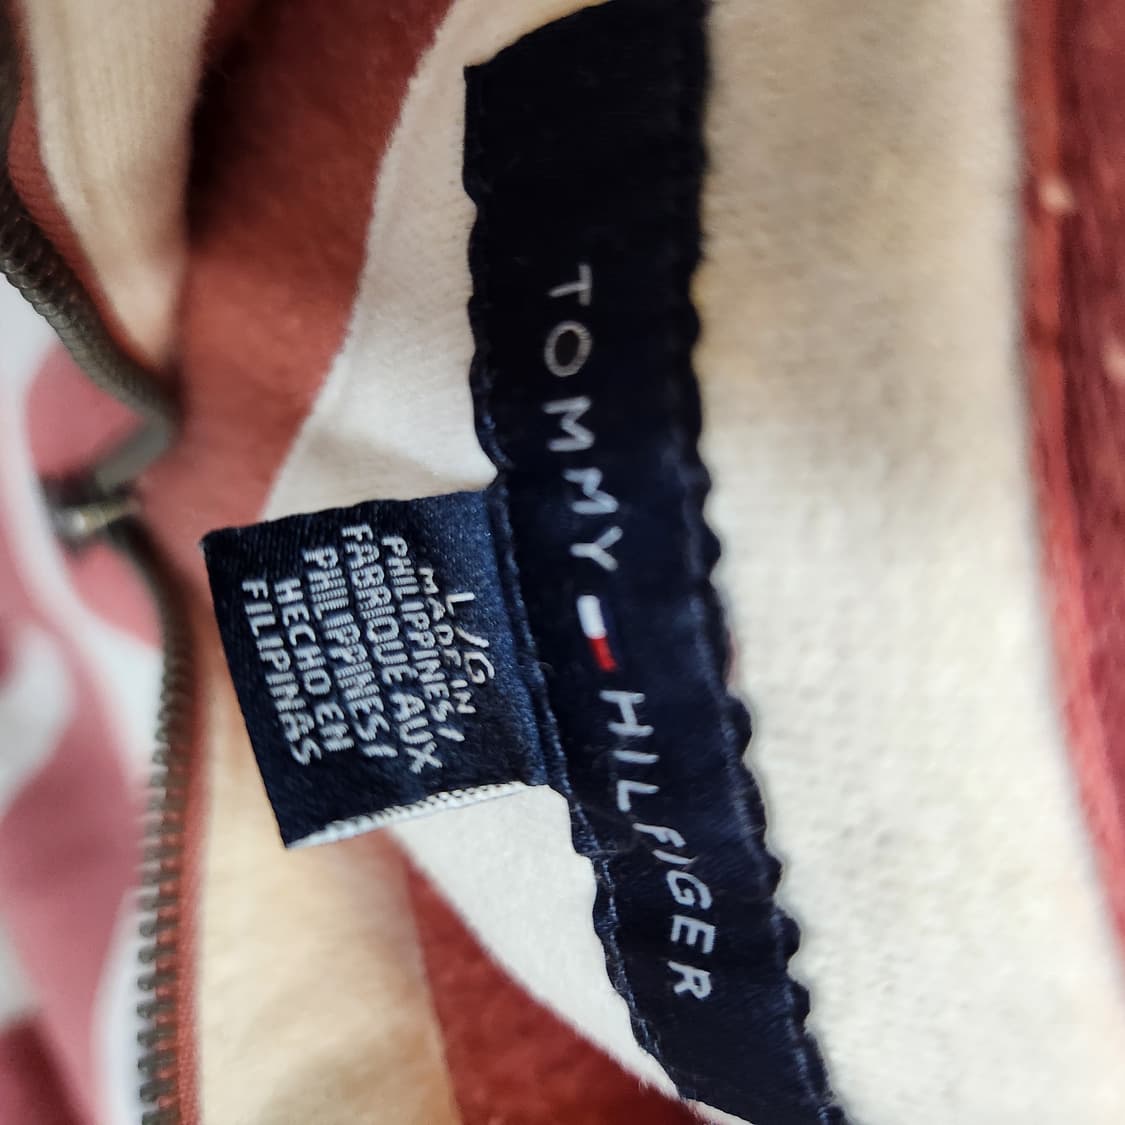 TOMMY HILFIGER
L/G
MADE IN
PHILIPPINES/
FABRIQUE AUX
PHILIPPINES/
HECHO EN
FILIPINAS